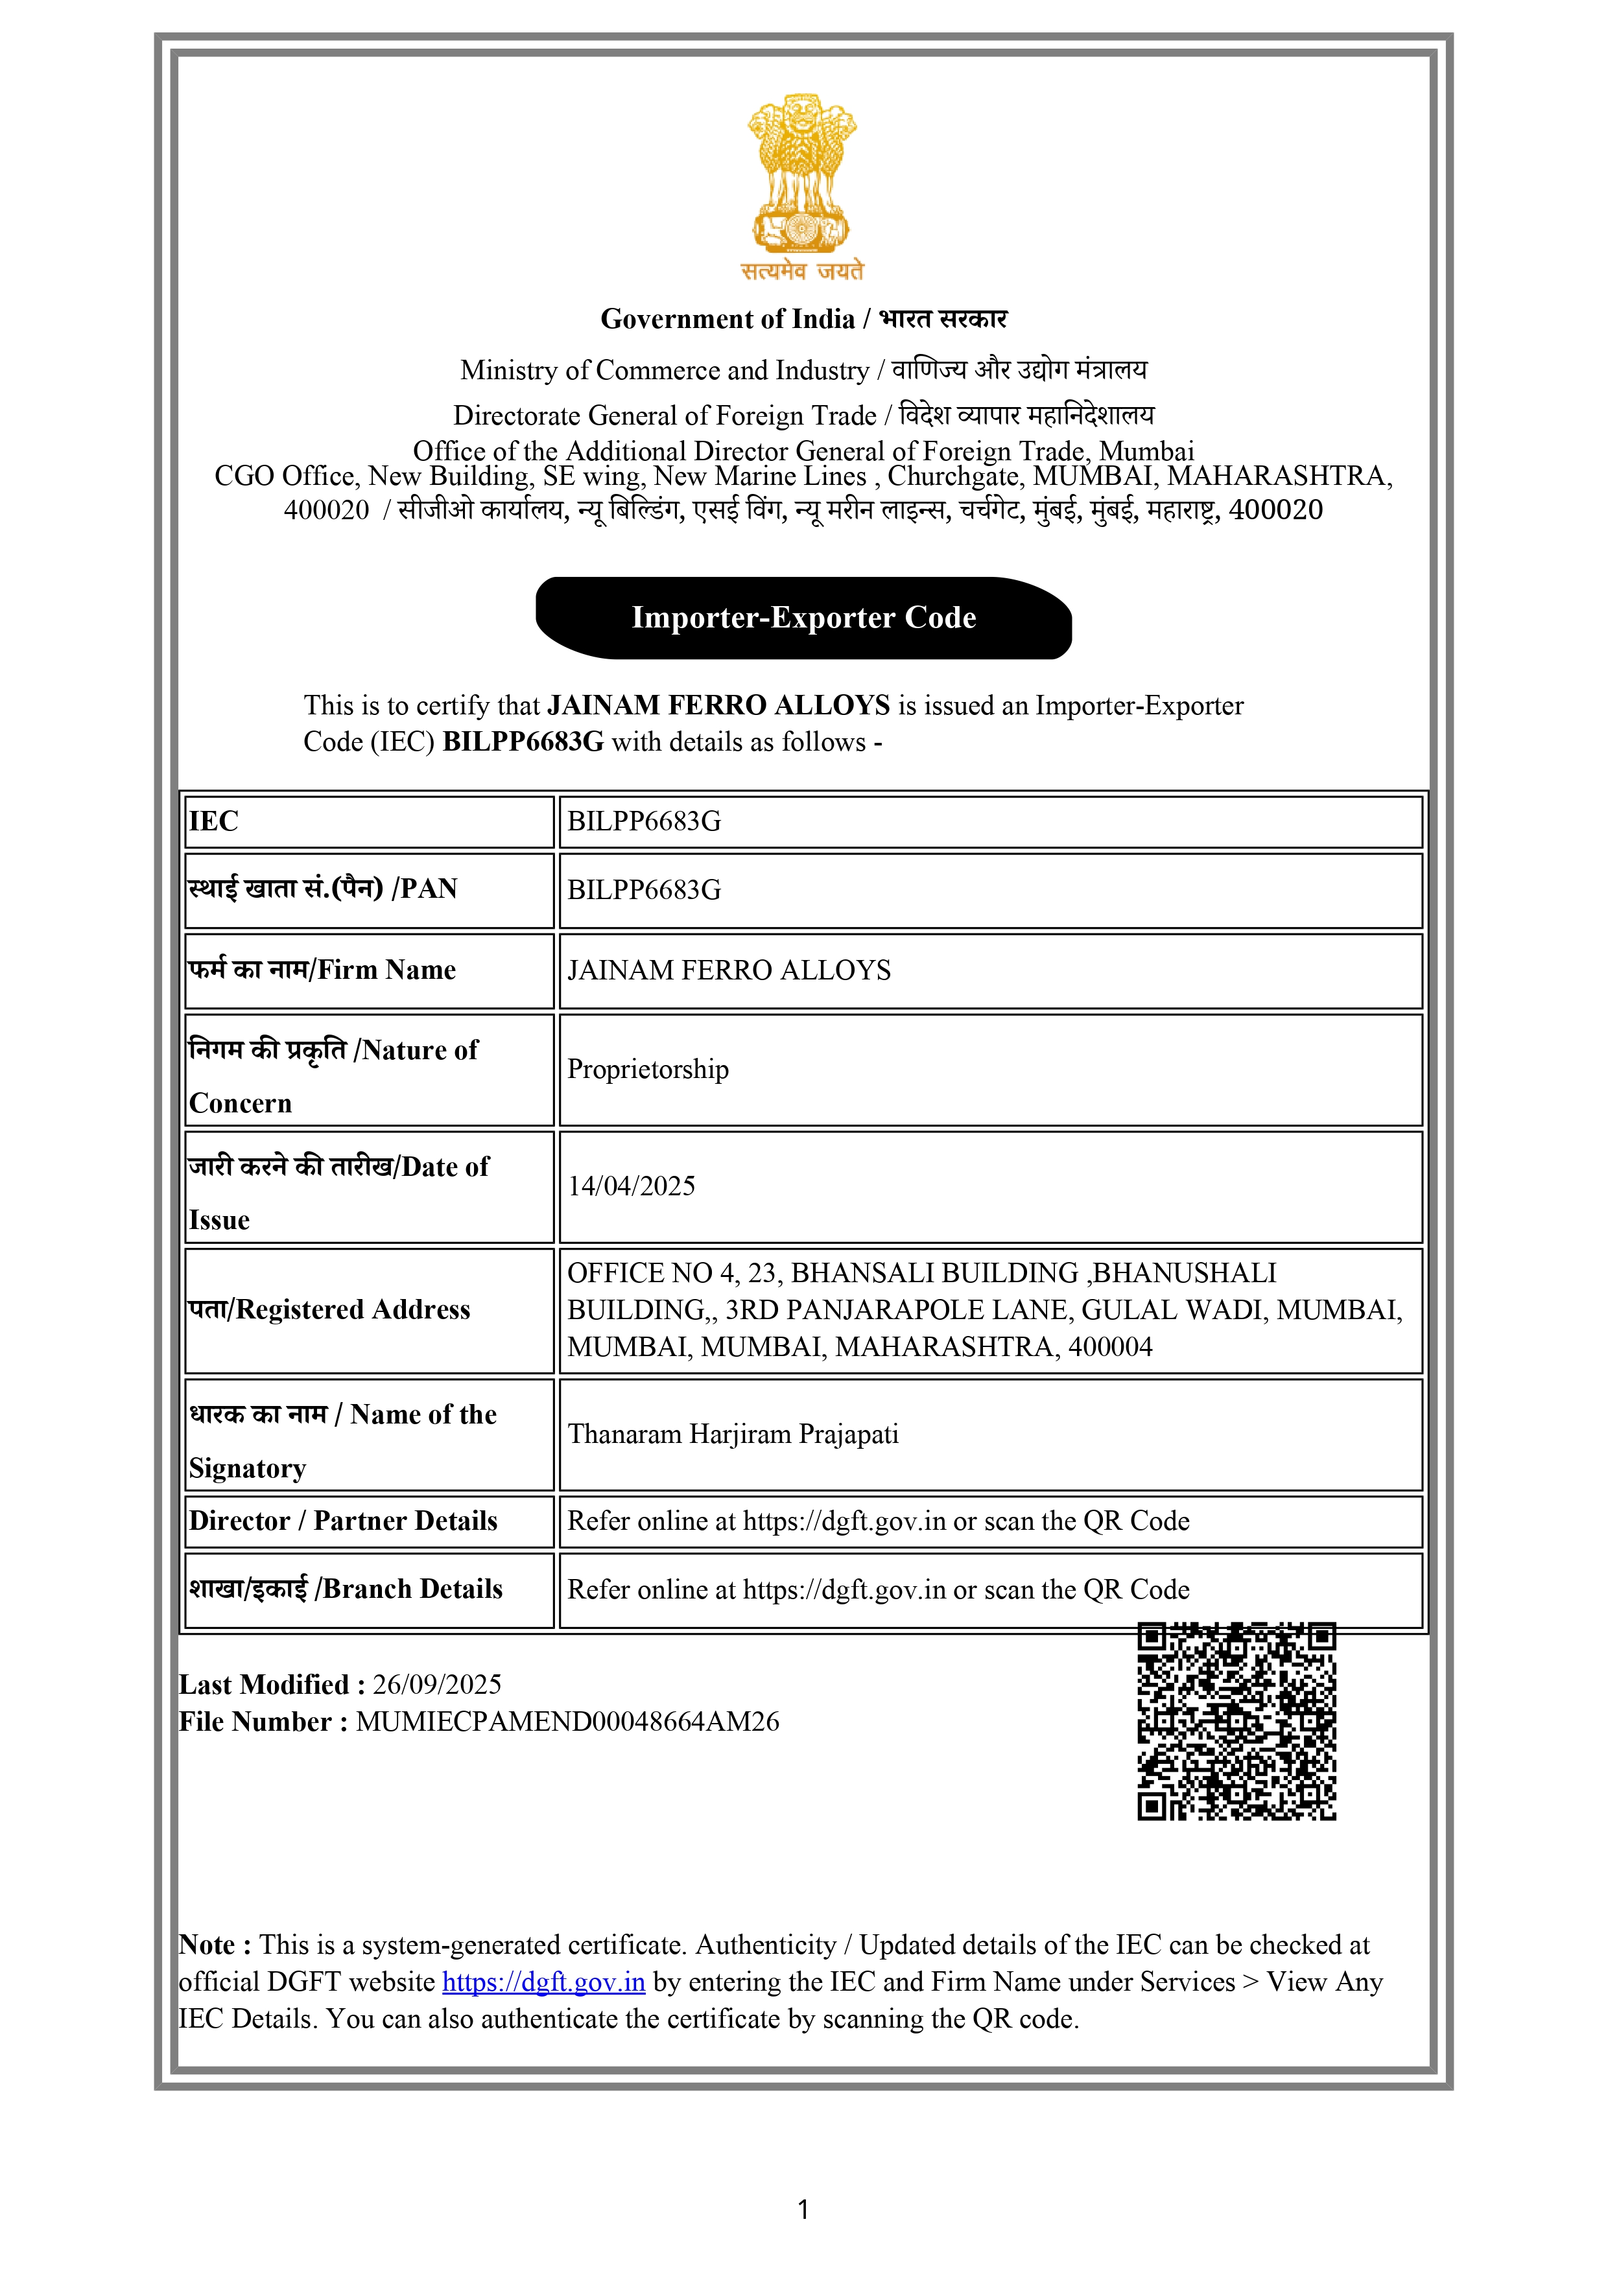 सत्यमेव जयते
Government of India / भारत सरकार
Ministry of Commerce and Industry / वाणिज्य और उद्योग मंत्रालय
Directorate General of Foreign Trade / विदेश व्यापार महानिदेशालय
Office of the Additional Director General of Foreign Trade, Mumbai
CGO Office, New Building, SE wing, New Marine Lines , Churchgate, MUMBAI, MAHARASHTRA,
400020 / सीजीओ कार्यालय, न्यू बिल्डिंग, एसई विंग, न्यू मरीन लाइन्स, चर्चगेट, मुंबई, मुंबई, महाराष्ट्र, 400020
Importer-Exporter Code
This is to certify that JAINAM FERRO ALLOYS is issued an Importer-Exporter
Code (IEC) BILPP6683G with details as follows -
IEC
BILPP6683G
स्थाई खाता सं.(पैन) /PAN
BILPP6683G
फर्म का नाम/Firm Name
JAINAM FERRO ALLOYS
निगम की प्रकृति /Nature of
Concern
Proprietorship
जारी करने की तारीख/Date of
Issue
14/04/2025
पता/Registered Address
OFFICE NO 4, 23, BHANSALI BUILDING ,BHANUSHALI
BUILDING,, 3RD PANJARAPOLE LANE, GULAL WADI, MUMBAI,
MUMBAI, MUMBAI, MAHARASHTRA, 400004
धारक का नाम / Name of the
Signatory
Thanaram Harjiram Prajapati
Director / Partner Details
Refer online at https://dgft.gov.in or scan the QR Code
शाखा/इकाई /Branch Details
Refer online at https://dgft.gov.in or scan the QR Code
Last Modified : 26/09/2025
File Number : MUMIECPAMEND00048664AM26
Note : This is a system-generated certificate. Authenticity / Updated details of the IEC can be checked at
official DGFT website https://dgft.gov.in by entering the IEC and Firm Name under Services > View Any
IEC Details. You can also authenticate the certificate by scanning the QR code.
1